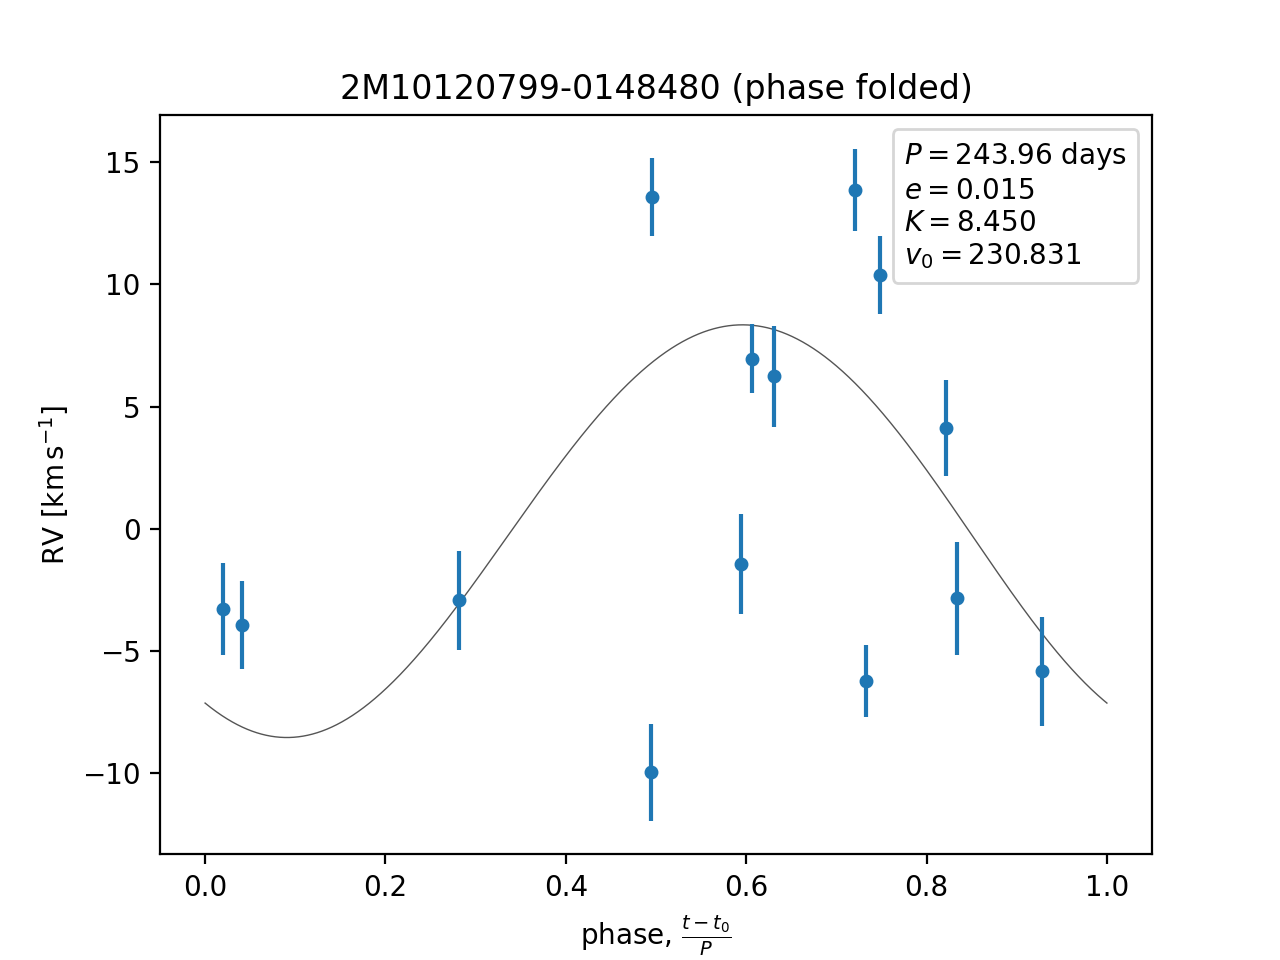 2M10120799-0148480 (phase folded)
P = 243.96 days
e = 0.015
K = 8.450
v₀ = 230.831
RV [km s⁻¹]
15
10
5
0
−5
−10
0.0 0.2 0.4 0.6 0.8 1.0
phase, (t − t₀)/P